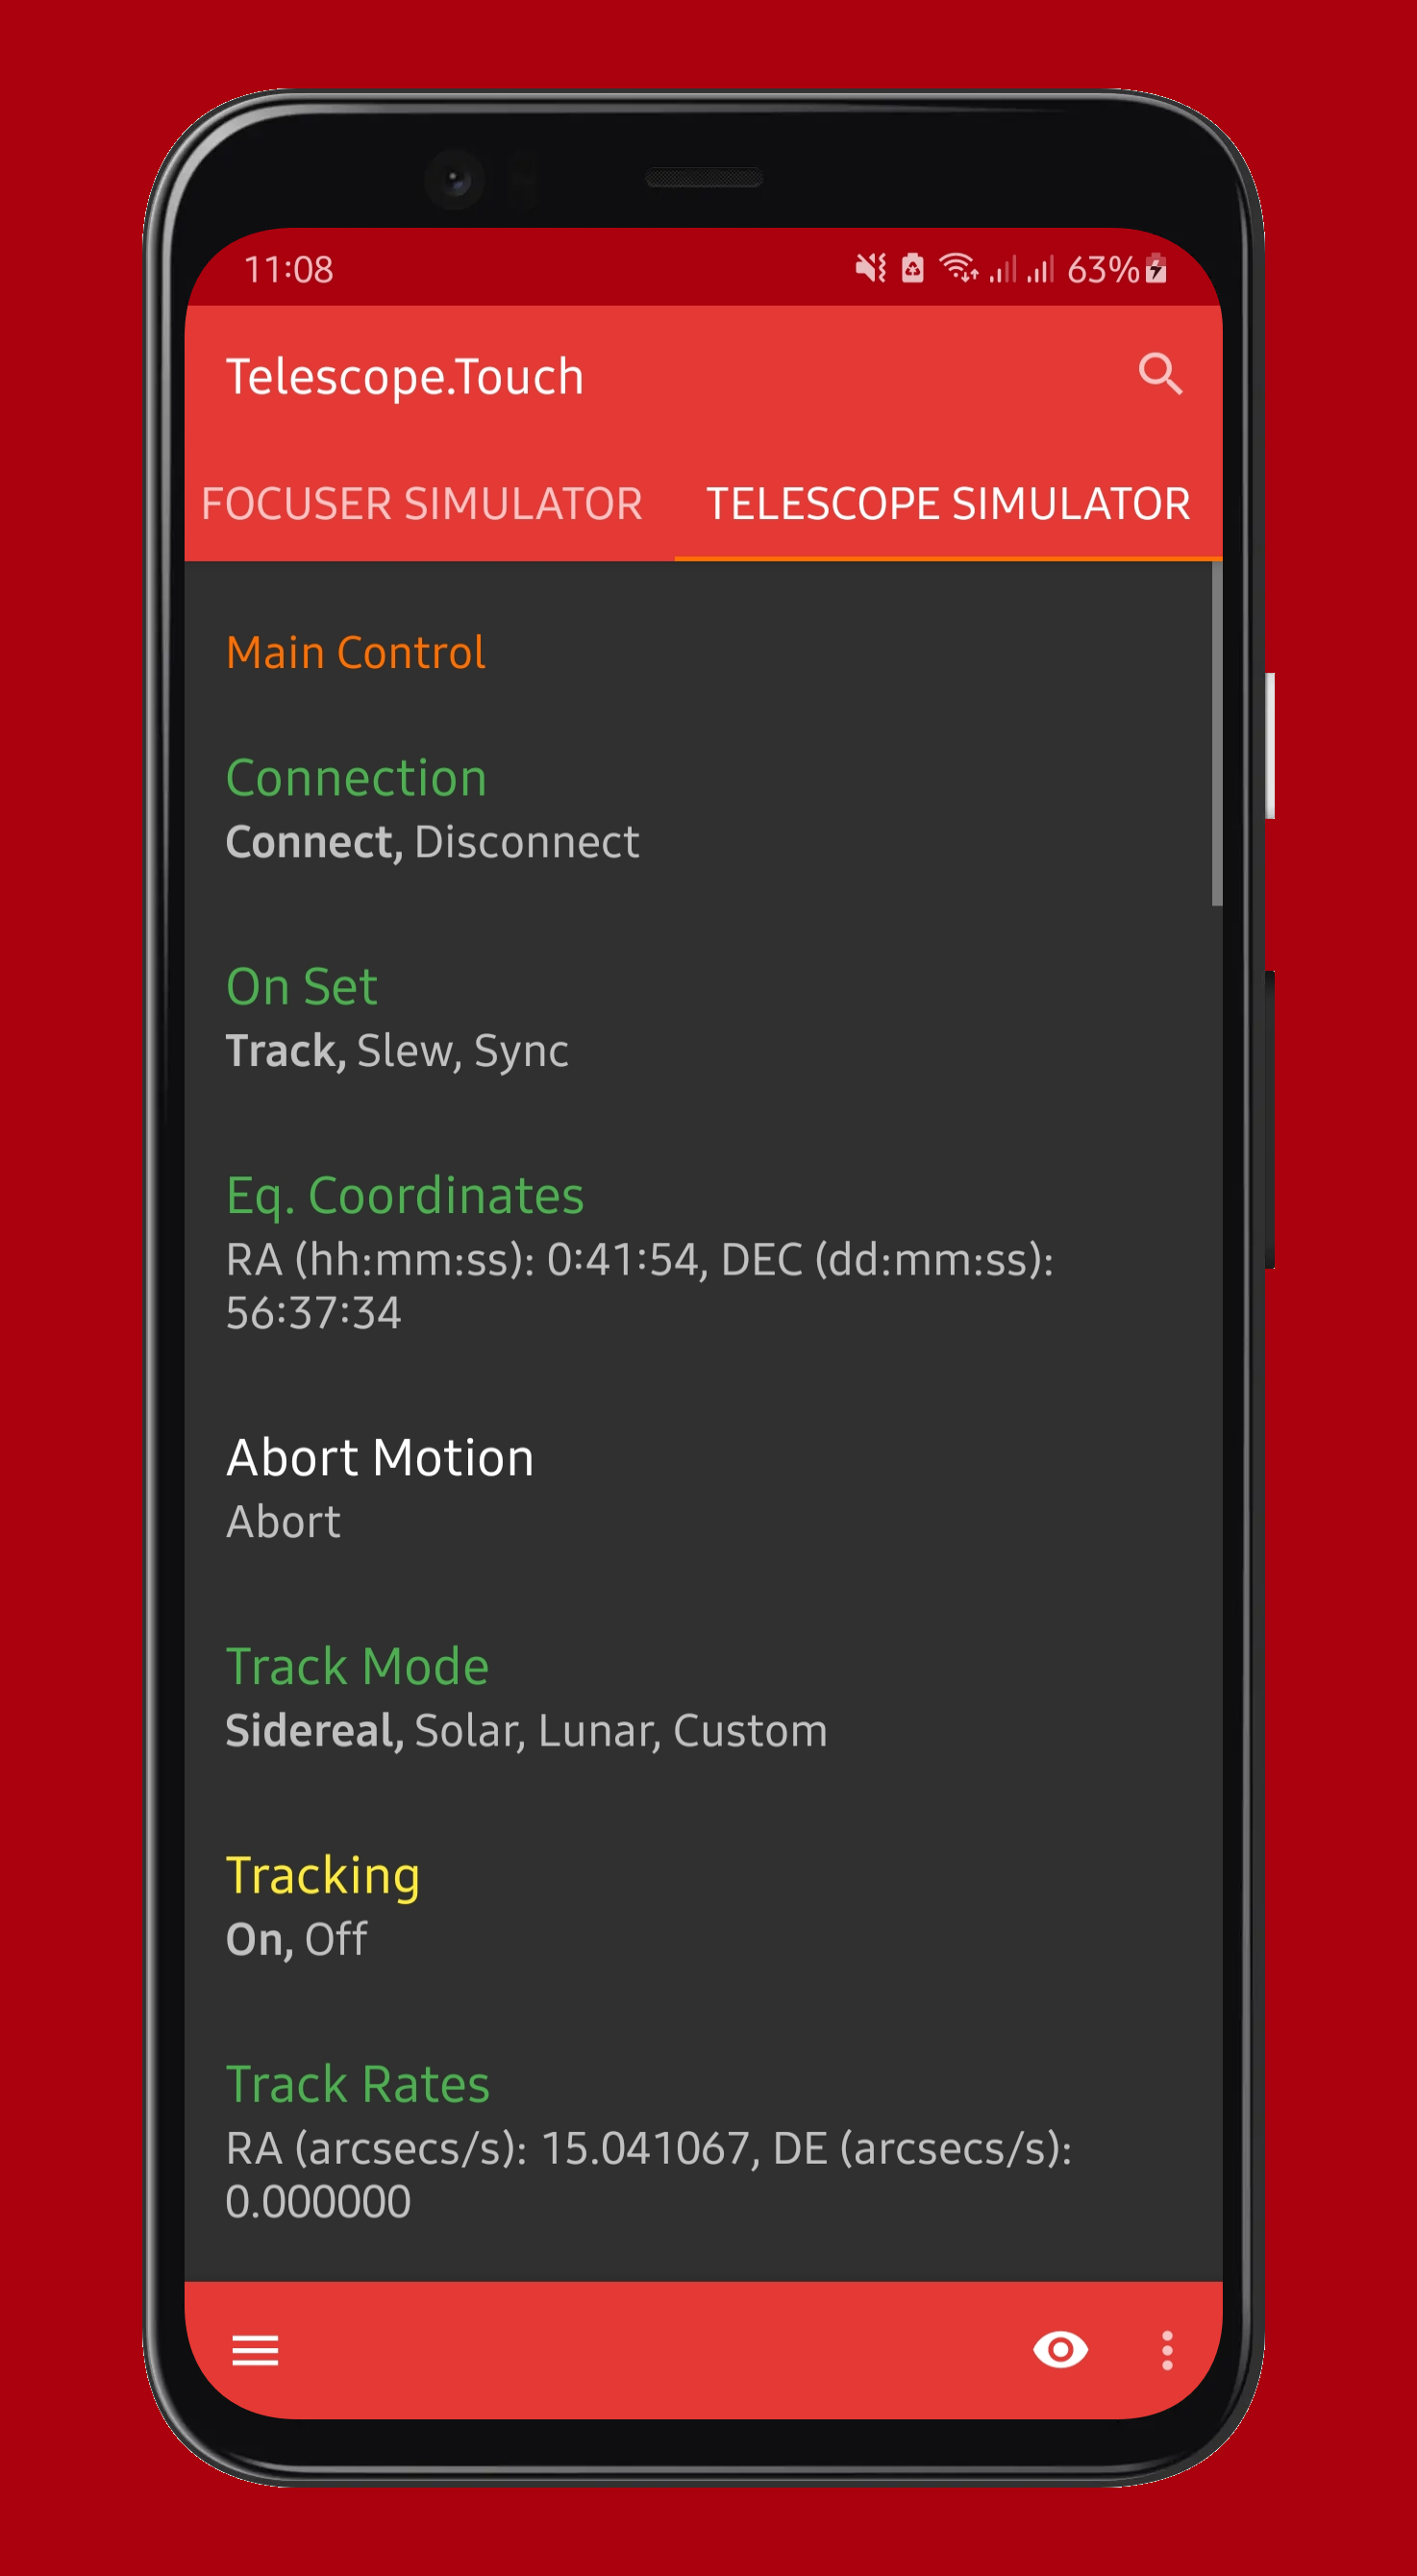 11:08 63%
Telescope.Touch
FOCUSER SIMULATOR TELESCOPE SIMULATOR
Main Control
Connection
Connect, Disconnect
On Set
Track, Slew, Sync
Eq. Coordinates
RA (hh:mm:ss): 0:41:54, DEC (dd:mm:ss):
56:37:34
Abort Motion
Abort
Track Mode
Sidereal, Solar, Lunar, Custom
Tracking
On, Off
Track Rates
RA (arcsecs/s): 15.041067, DE (arcsecs/s):
0.000000